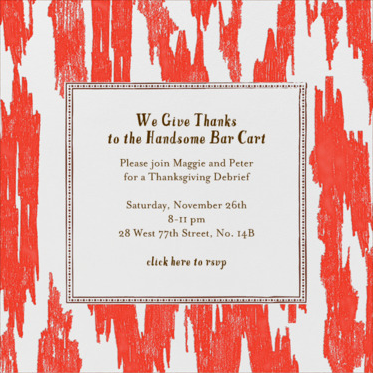 We Give Thanks
to the Handsome Bar Cart
Please join Maggie and Peter
for a Thanksgiving Debrief
Saturday, November 26th
8-11 pm
28 West 77th Street, No. 14B
click here to rsvp